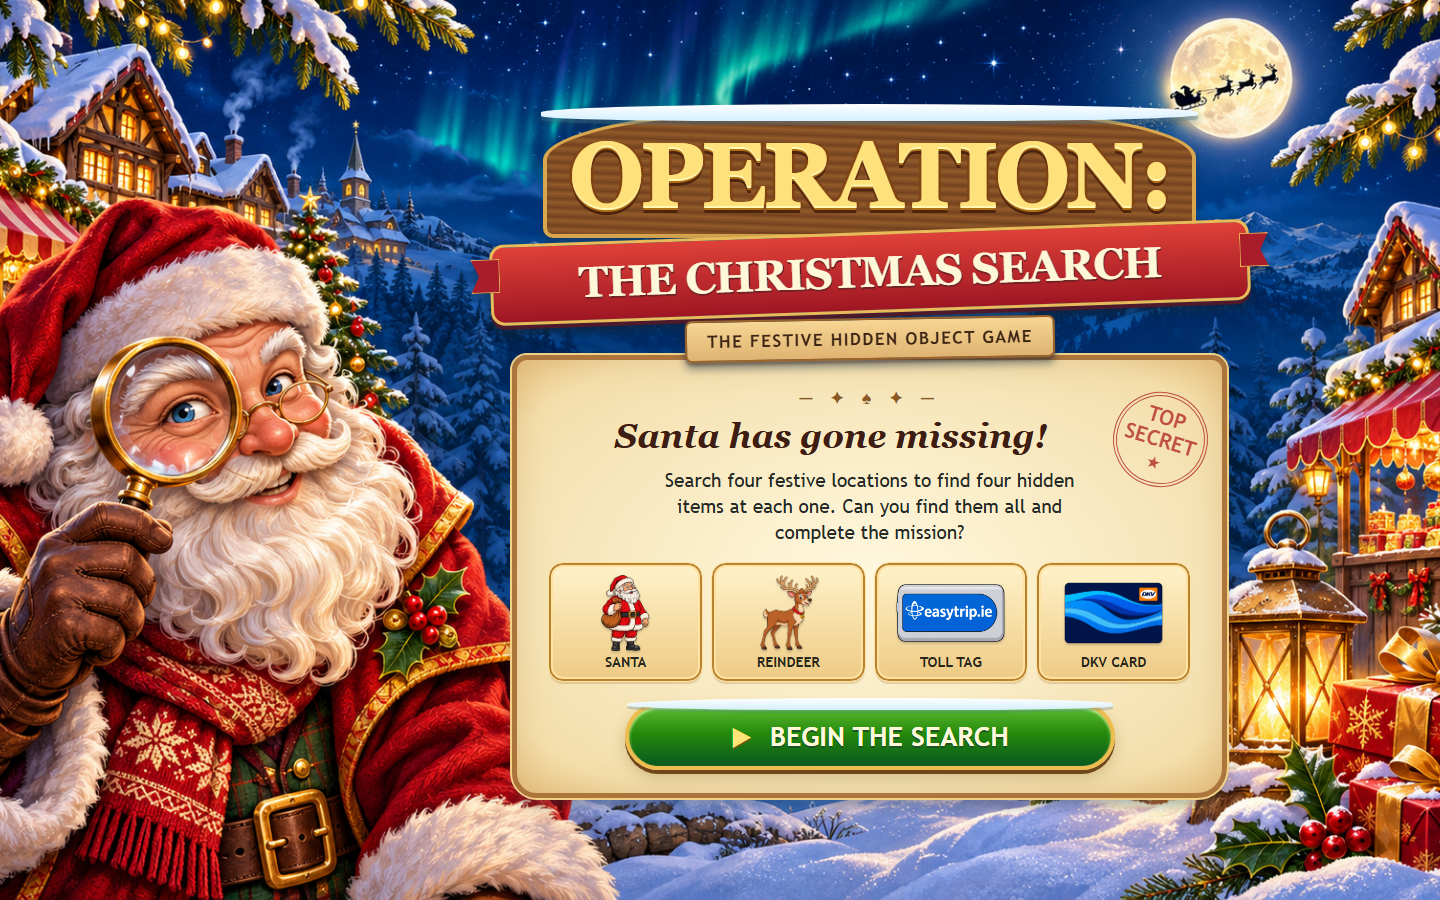 OPERATION:
THE CHRISTMAS SEARCH
THE FESTIVE HIDDEN OBJECT GAME
Santa has gone missing!
TOP
SECRET
Search four festive locations to find four hidden
items at each one. Can you find them all and
complete the mission?
easytrip.ie
DKV
SANTA
REINDEER
TOLL TAG
DKV CARD
BEGIN THE SEARCH